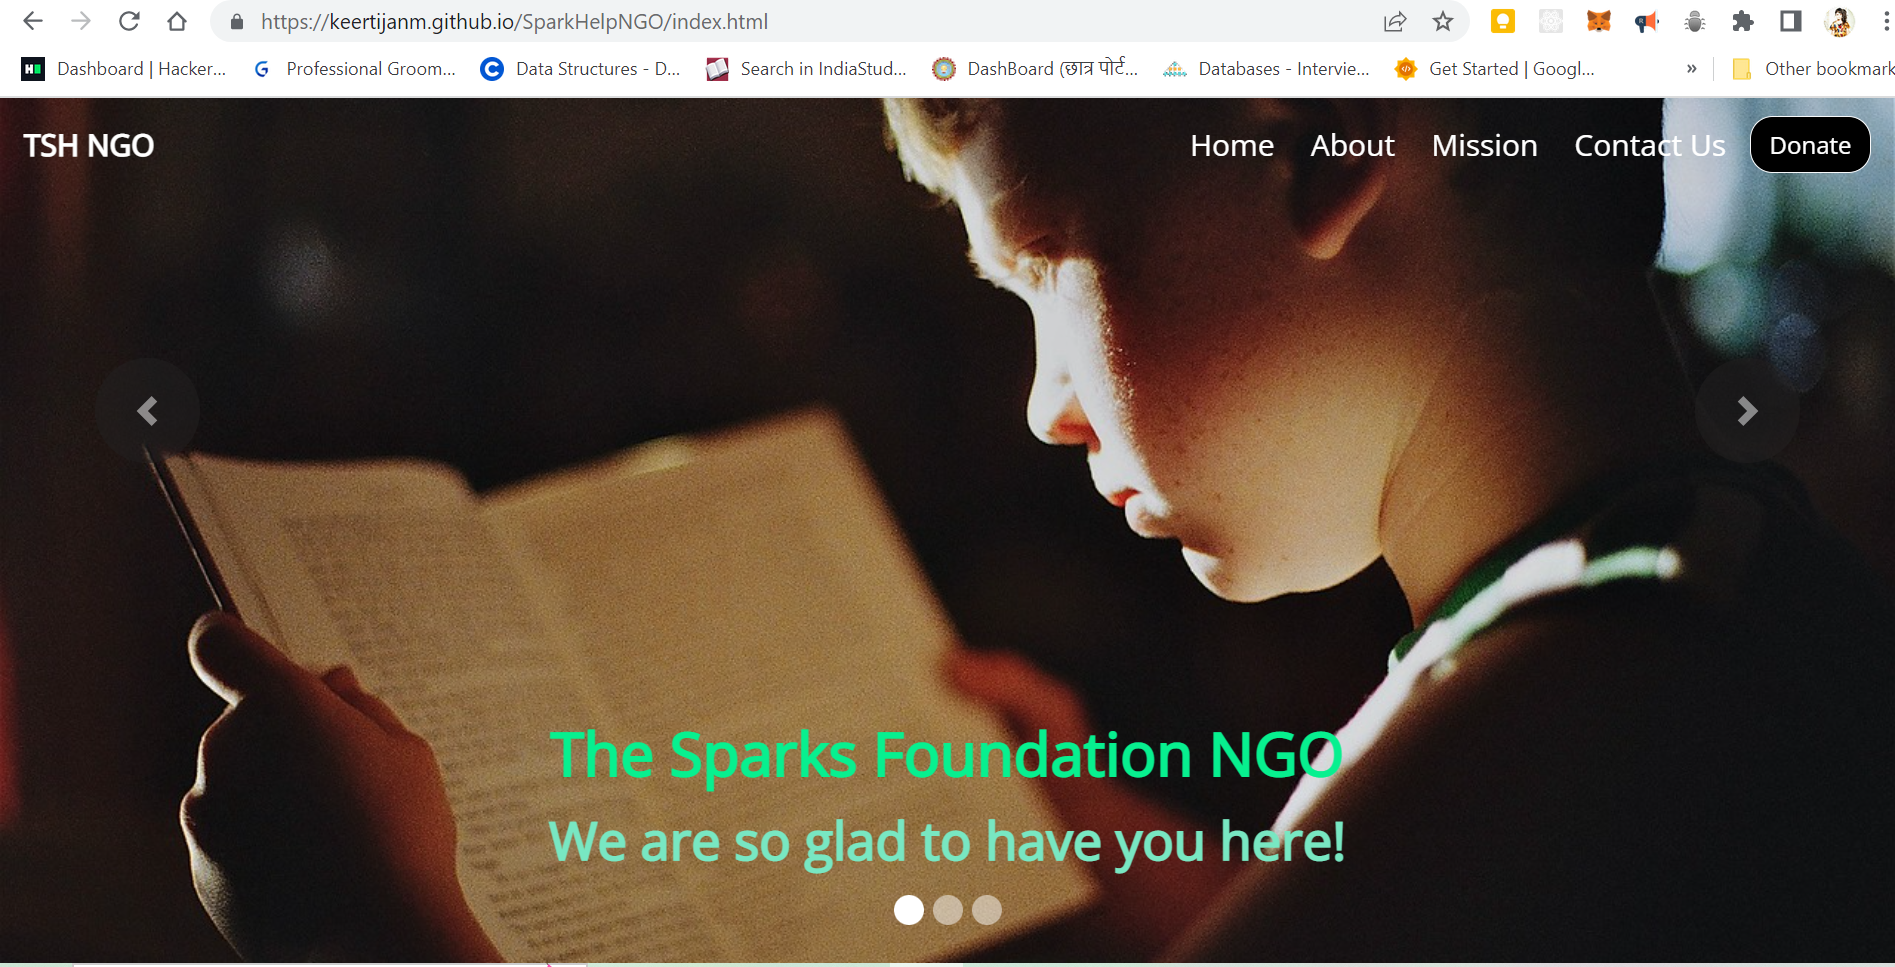 https://keertijanm.github.io/SparkHelpNGO/index.html
Dashboard | Hacker... Professional Groom... Data Structures - D... Search in IndiaStud... DashBoard (छात्र पोर्ट... Databases - Intervie... Get Started | Googl... » Other bookmark
TSH NGO Home About Mission Contact Us Donate
The Sparks Foundation NGO
We are so glad to have you here!